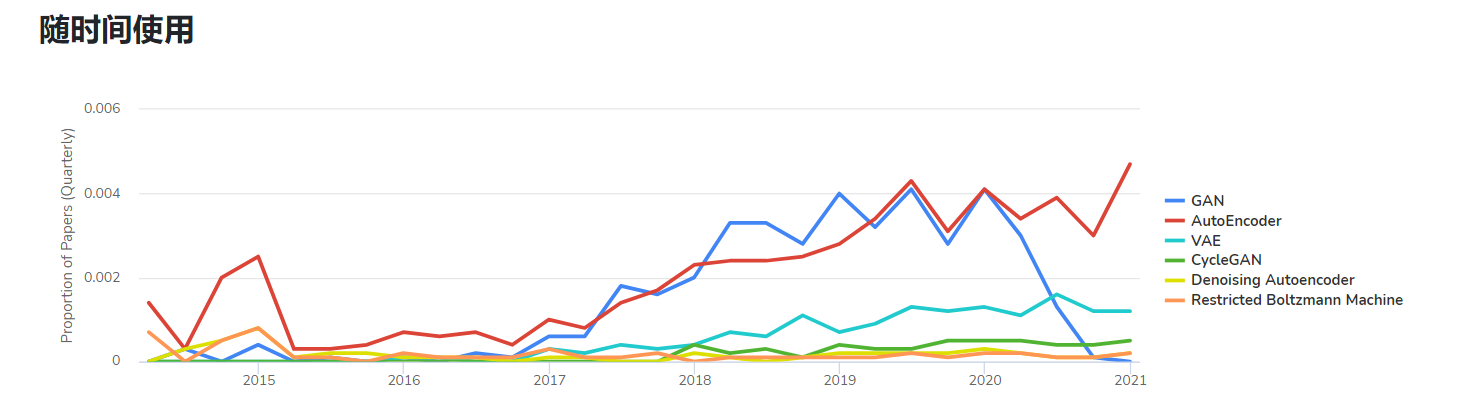 随时间使用
Proportion of Papers (Quarterly)
0.006
0.004
0.002
0
2015
2016
2017
2018
2019
2020
2021
GAN
AutoEncoder
VAE
CycleGAN
Denoising Autoencoder
Restricted Boltzmann Machine